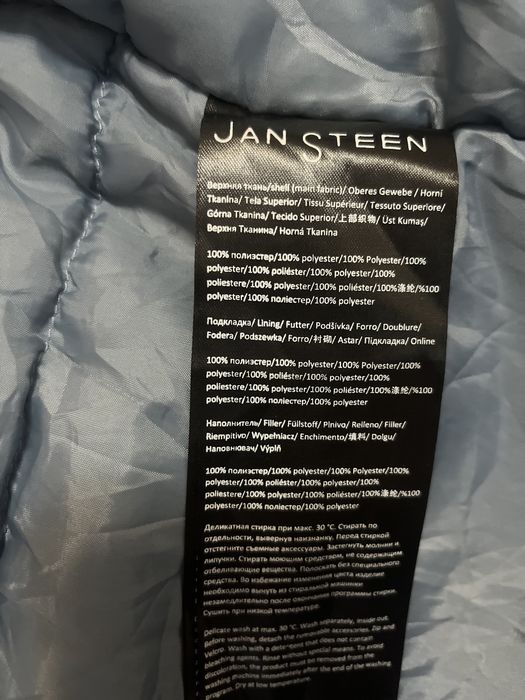 JAN STEEN
Верхняя ткань/shell (main fabric)/ Oberes Gewebe / Horní
Tkanina/ Tela Superior/ Tissu Supérieur/ Tessuto Superiore/
Górna Tkanina/ Tecido Superior/上部织物/ Üst Kumaş/
Верхня Тканина/ Horná Tkanina
100% полиэстер/100% polyester/100% Polyester/100%
polyester/100% poliéster/100% polyester/100%
poliestere/100% polyester/100% poliéster/100%涤纶/%100
polyester/100% поліестер/100% polyester
Подкладка/ Lining/ Futter/ Podšívka/ Forro/ Doublure/
Fodera/ Podszewka/ Forro/衬砌/ Astar/ Підкладка/ Online
100% полиэстер/100% polyester/100% Polyester/100%
polyester/100% poliéster/100% polyester/100%
poliestere/100% polyester/100% poliéster/100%涤纶/%100
polyester/100% поліестер/100% polyester
Наполнитель/ Filler/ Füllstoff/ Plnivo/ Relleno/ Filler/
Riempitivo/ Wypełniacz/ Enchimento/填料/ Dolgu/
Наповнювач/ Výplň
100% полиэстер/100% polyester/100% Polyester/100%
polyester/100% poliéster/100% polyester/100%
poliestere/100% polyester/100% poliéster/100%涤纶/%100
polyester/100% поліестер/100% polyester
Деликатная стирка при макс. 30 °C. Стирать по
отдельности, вывернув наизнанку. Перед стиркой
отстегните съемные аксессуары. Застегнуть молнии и
липучки. Стирать моющим средством, не содержащим
отбеливающие вещества. Полоскать без специального
средства. Во избежание изменения цвета изделие
необходимо вынуть из стиральной машинки
незамедлительно после окончания программы стирки.
Сушить при низкой температуре.
Delicate wash at max. 30 °C. Wash separately, inside out.
Before washing, detach the removable accessories. Zip and
Velcro. Wash with a detergent that does not contain
bleaching agents. Rinse without special means. To avoid
discoloration, the product must be removed from the
washing machine immediately after the end of the washing
program. Dry at low temperature.